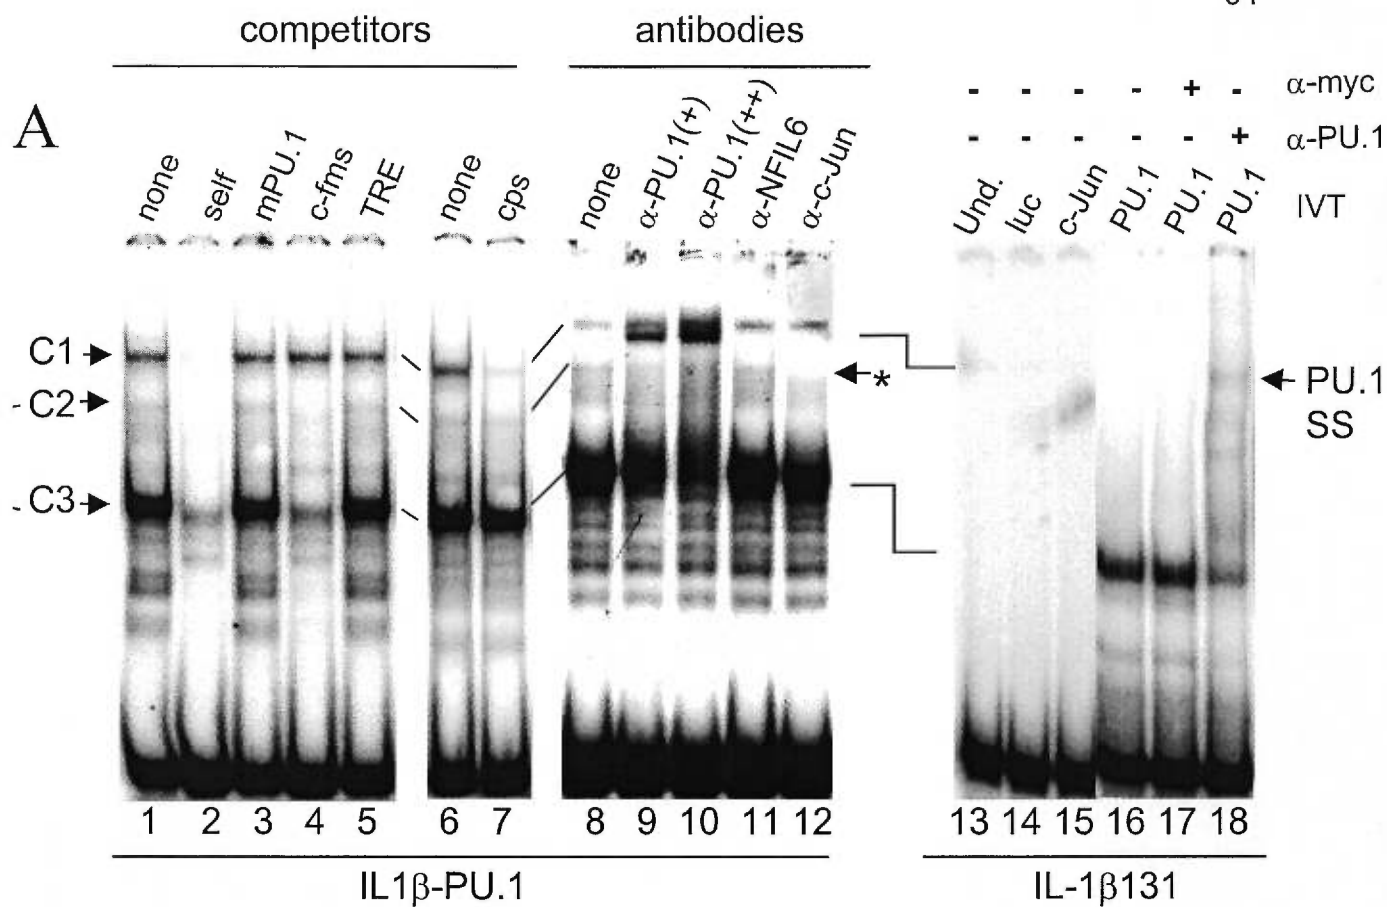 competitors antibodies
A
none self mPU.1 c-fms TRE none cps none α-PU.1(+) α-PU.1(++) α-NFIL6 α-c-Jun
- - - - + - α-myc
- - - - - + α-PU.1
Und. luc c-Jun PU.1 PU.1 PU.1 IVT
C1
C2
C3
*
PU.1
SS
1 2 3 4 5 6 7 8 9 10 11 12 13 14 15 16 17 18
IL1β-PU.1 IL-1β131